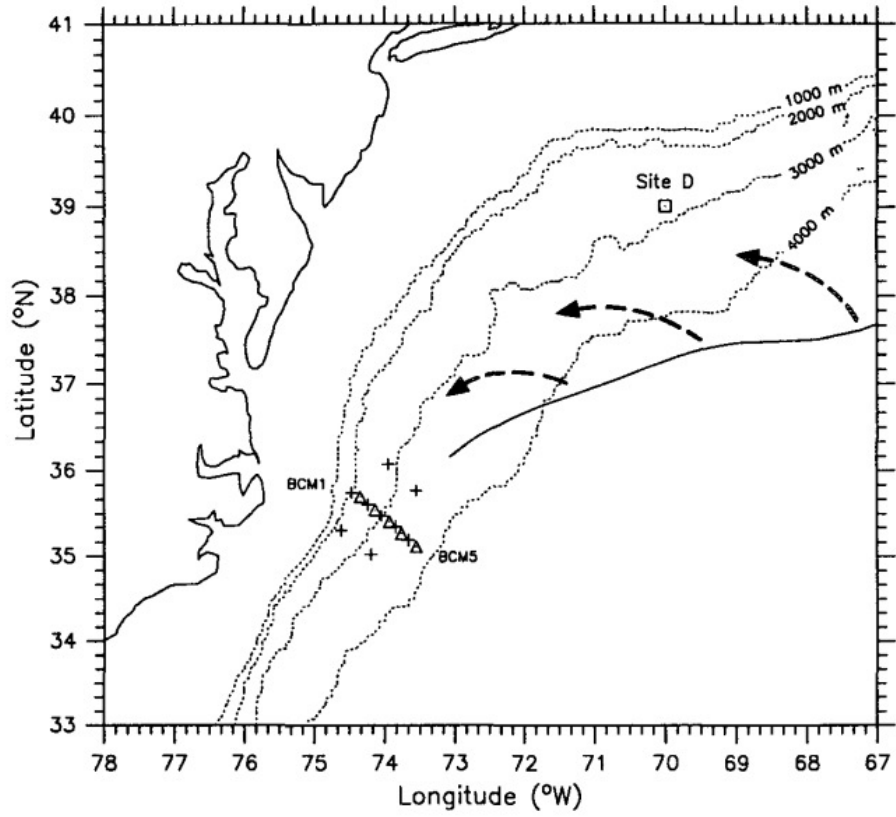 41
40
39
38
37
36
35
34
33
Latitude (°N)
1000 m
2000 m
3000 m
4000 m
Site D
BCM1
BCM5
78 77 76 75 74 73 72 71 70 69 68 67
Longitude (°W)